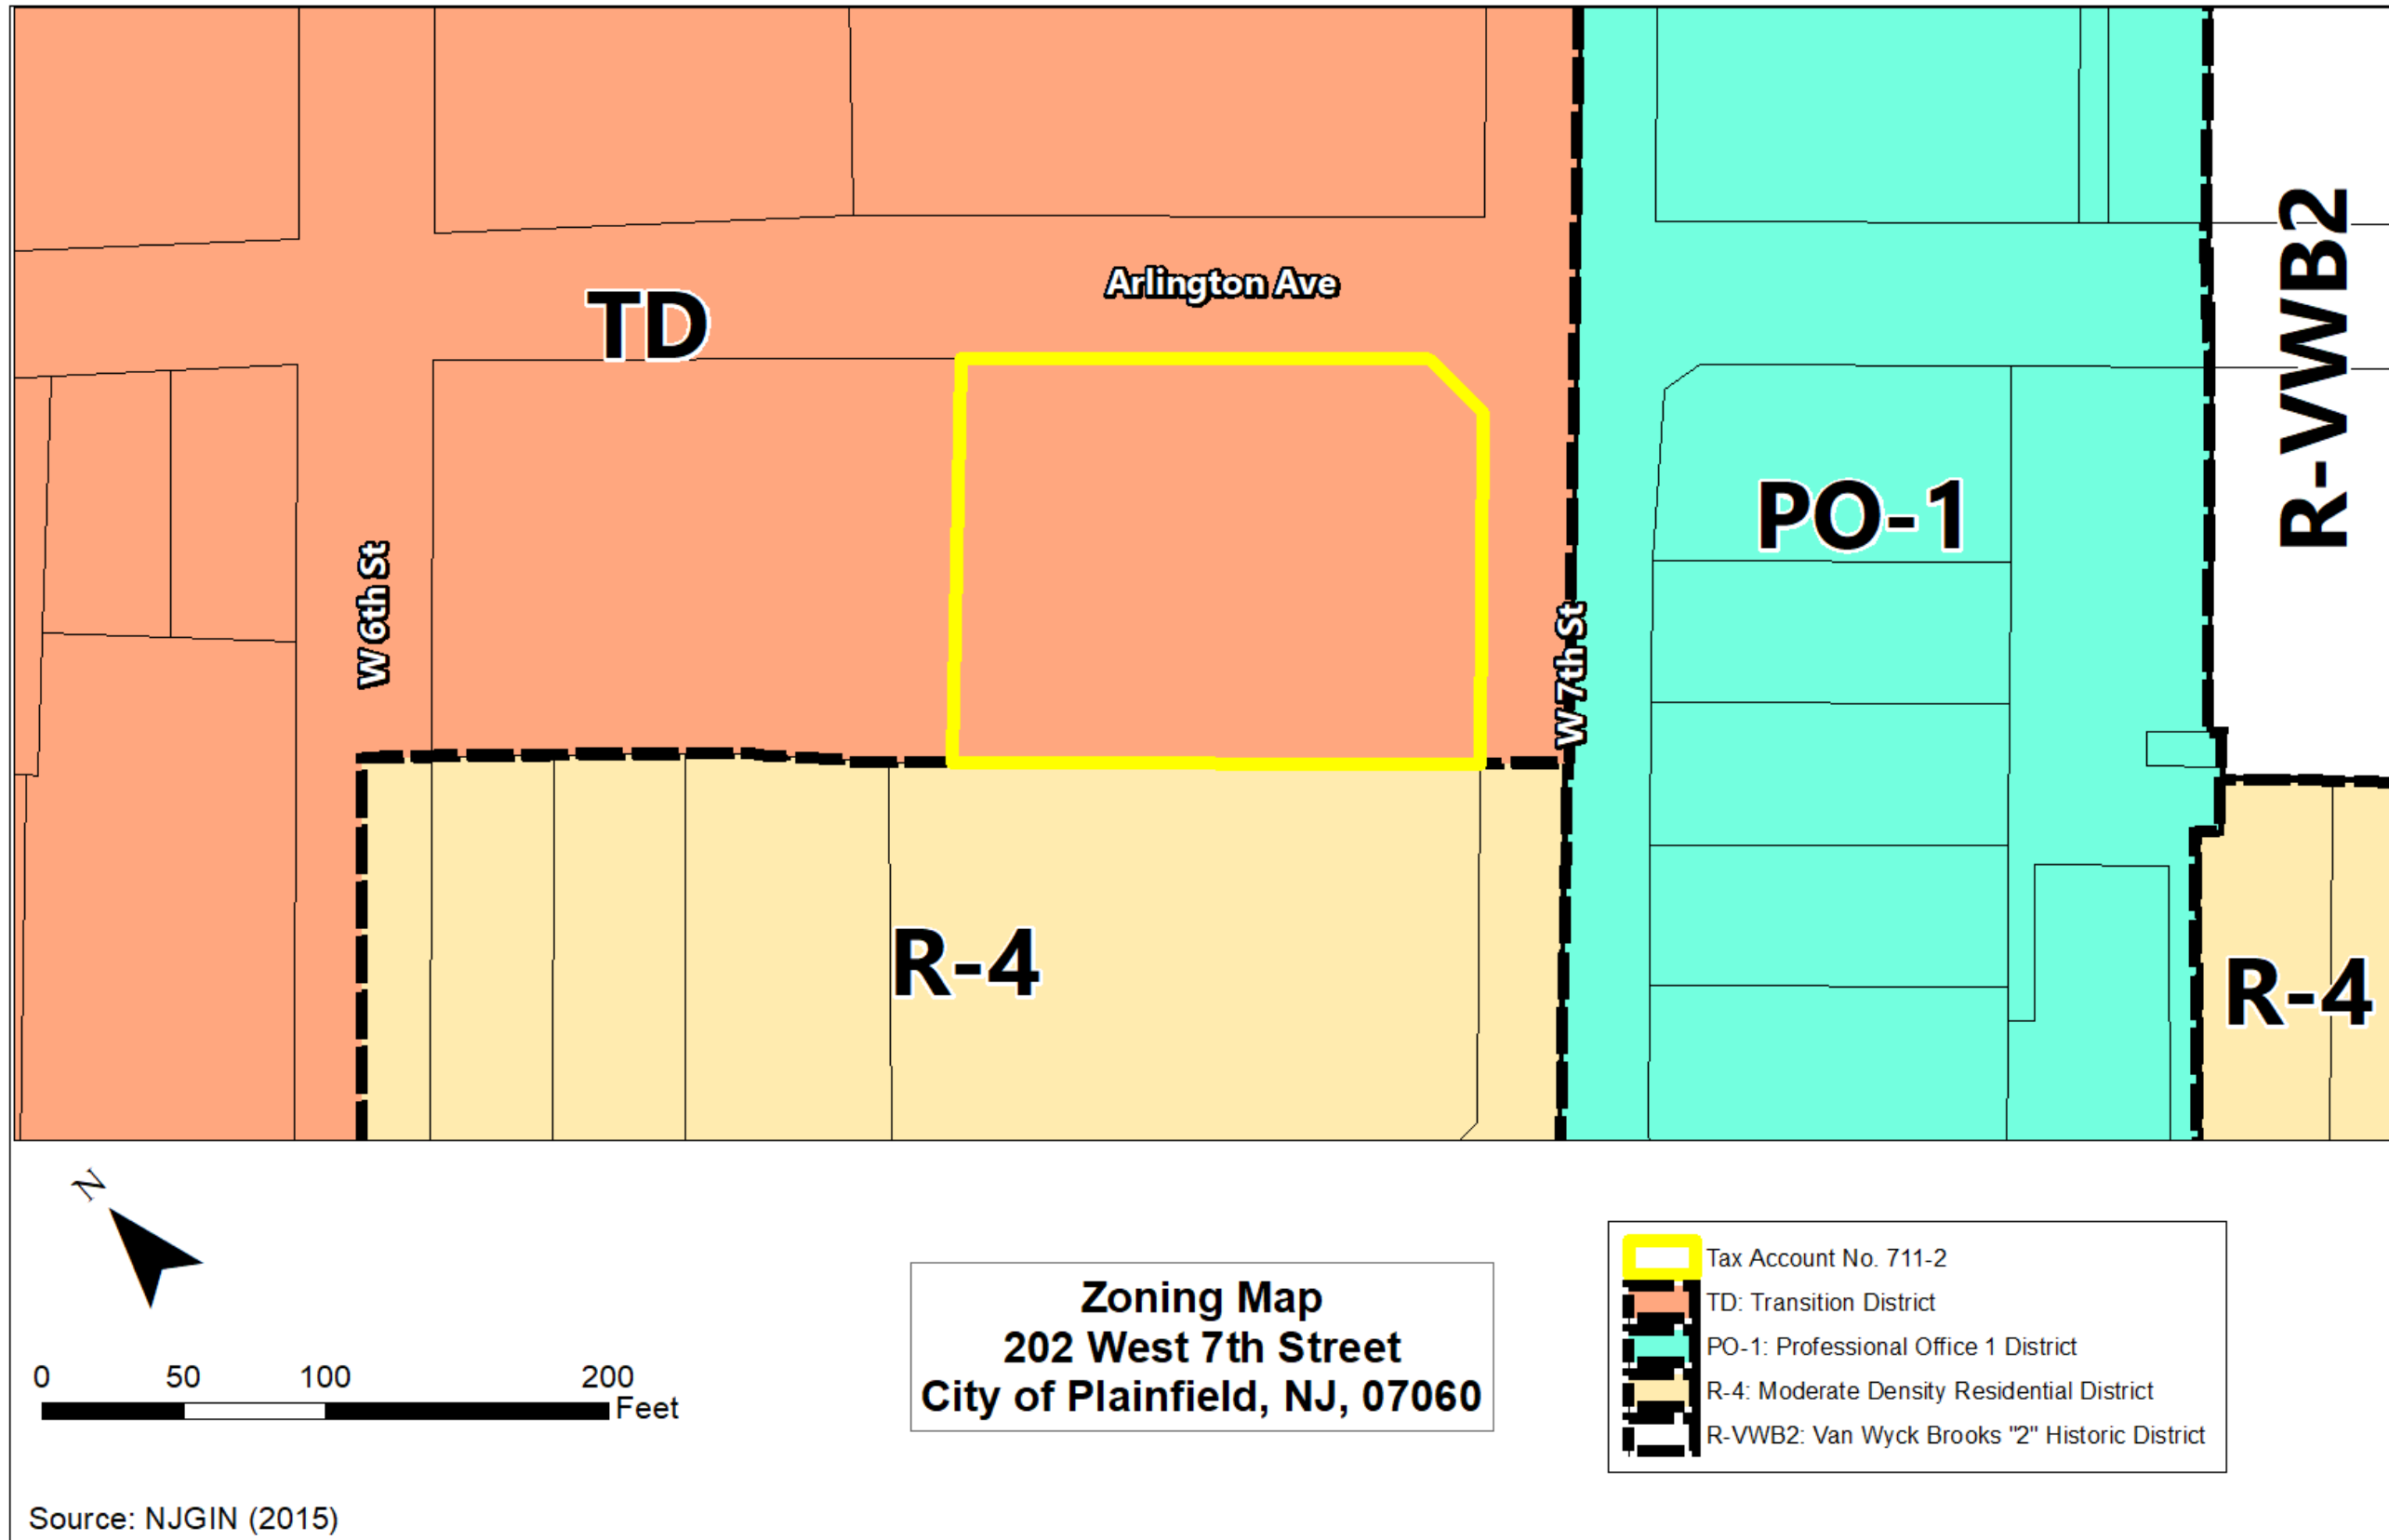 R-VWB2
Arlington Ave
TD
PO-1
W 6th St
W 7th St
R-4
R-4
N
0 50 100 200
Feet
Zoning Map
202 West 7th Street
City of Plainfield, NJ, 07060
Tax Account No. 711-2
TD: Transition District
PO-1: Professional Office 1 District
R-4: Moderate Density Residential District
R-VWB2: Van Wyck Brooks "2" Historic District
Source: NJGIN (2015)